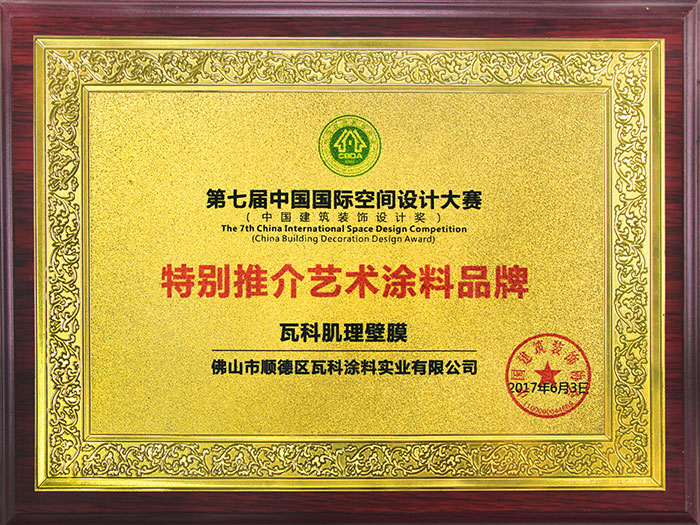 CBDA
第七届中国国际空间设计大赛
(中国建筑装饰设计奖)
The 7th China International Space Design Competition
(China Building Decoration Design Award)
特别推介艺术涂料品牌
瓦科肌理壁膜
佛山市顺德区瓦科涂料实业有限公司
2017年6月3日